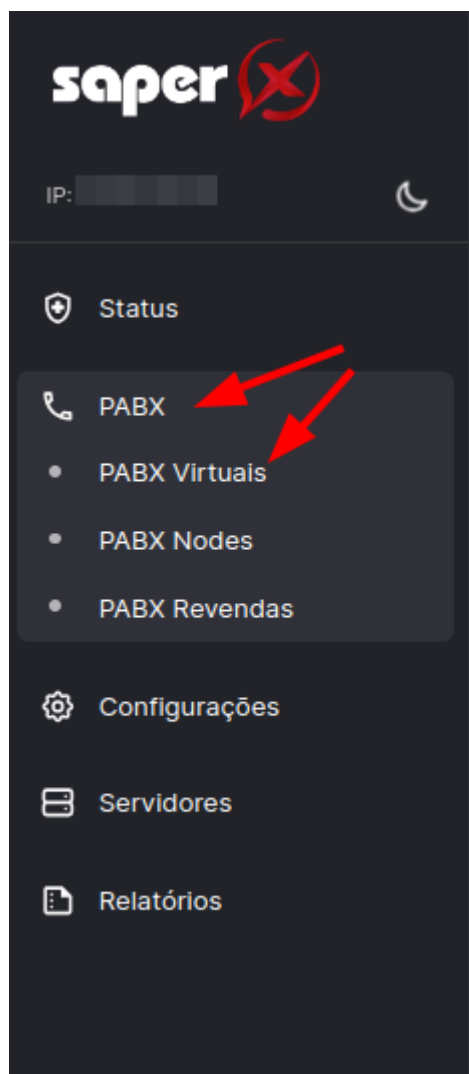 saper
IP:
Status
PABX
PABX Virtuais
PABX Nodes
PABX Revendas
Configurações
Servidores
Relatórios